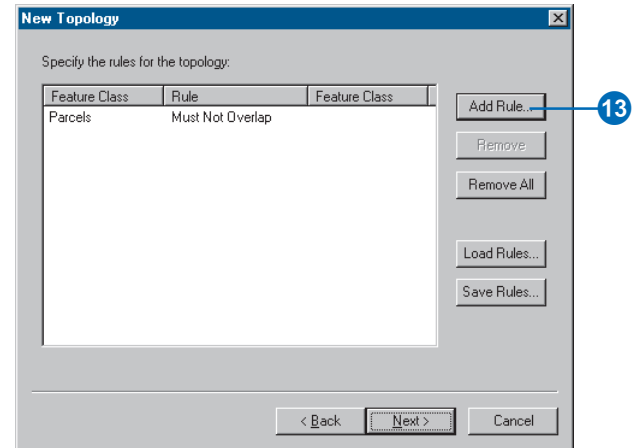 New Topology
Specify the rules for the topology:
Feature Class Rule Feature Class
Parcels Must Not Overlap
Add Rule...
13
Remove
Remove All
Load Rules...
Save Rules...
< Back Next > Cancel